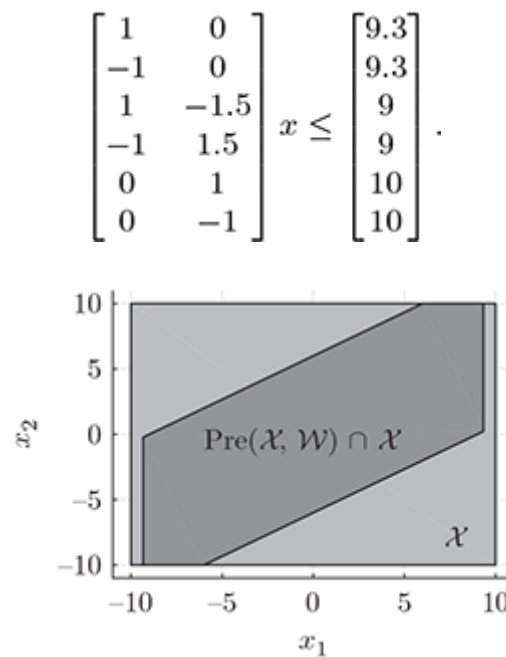 1 0 9.3
−1 0 9.3
1 −1.5 9
−1 1.5 x ≤ 9 .
0 1 10
0 −1 10
10
5
0
−5
−10
x₂
Pre(𝒳, 𝒲) ∩ 𝒳
𝒳
−10 −5 0 5 10
x₁